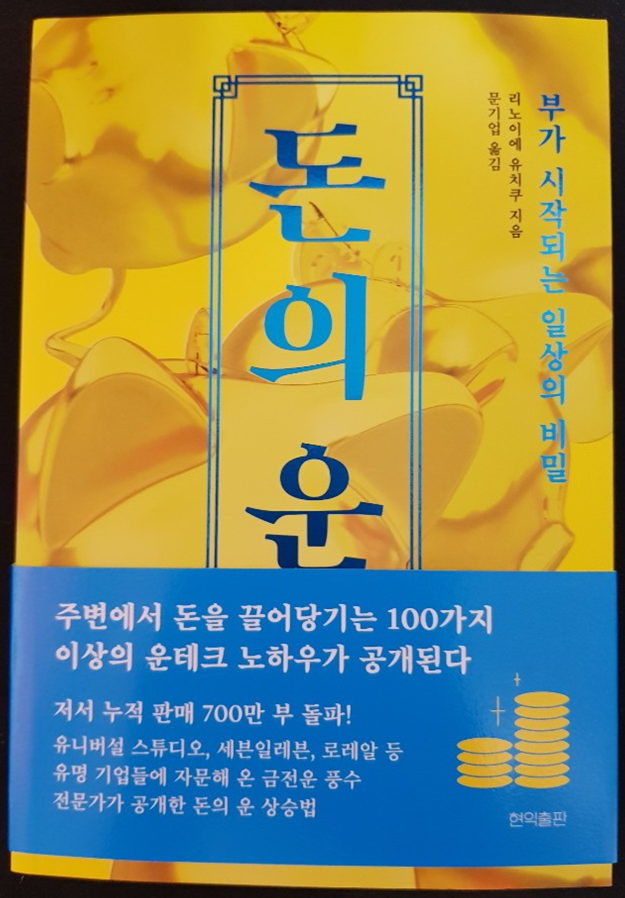 돈의 운
부가 시작되는 일상의 비밀
리노이에 유치쿠 지음
문기업 옮김
주변에서 돈을 끌어당기는 100가지
이상의 운테크 노하우가 공개된다
저서 누적 판매 700만 부 돌파!
유니버설 스튜디오, 세븐일레븐, 로레알 등
유명 기업들에 자문해 온 금전운 풍수
전문가가 공개한 돈의 운 상승법
현익출판